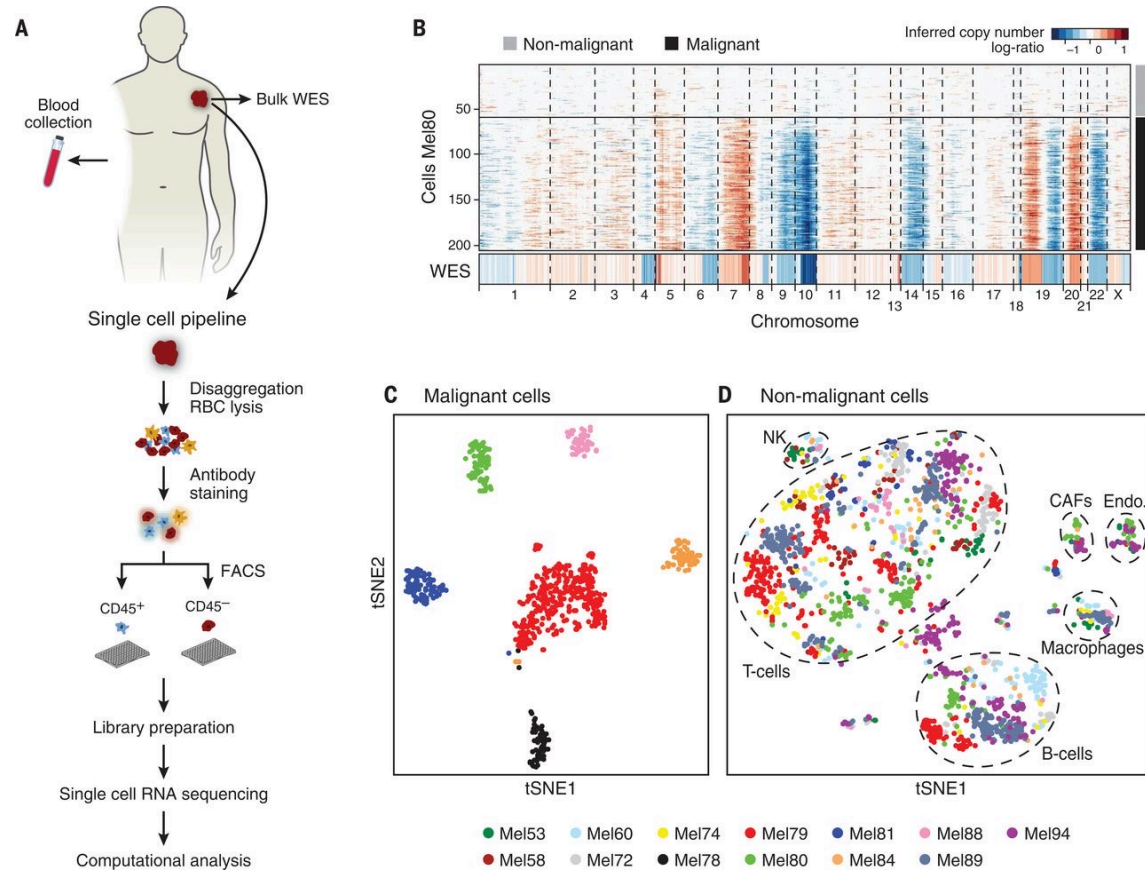 A
Blood
collection
Bulk WES
Single cell pipeline
Disaggregation
RBC lysis
Antibody
staining
FACS
CD45+
CD45–
Library preparation
Single cell RNA sequencing
Computational analysis
B
Non-malignant
Malignant
Inferred copy number
log-ratio
–1 0 1
Cells Mel80
50
100
150
200
WES
1 2 3 4 5 6 7 8 9 10 11 12 13 14 15 16 17 18 19 20 21 22 X
Chromosome
C Malignant cells
tSNE2
tSNE1
D Non-malignant cells
NK
CAFs
Endo.
Macrophages
T-cells
B-cells
tSNE1
Mel53 Mel60 Mel74 Mel79 Mel81 Mel88 Mel94
Mel58 Mel72 Mel78 Mel80 Mel84 Mel89